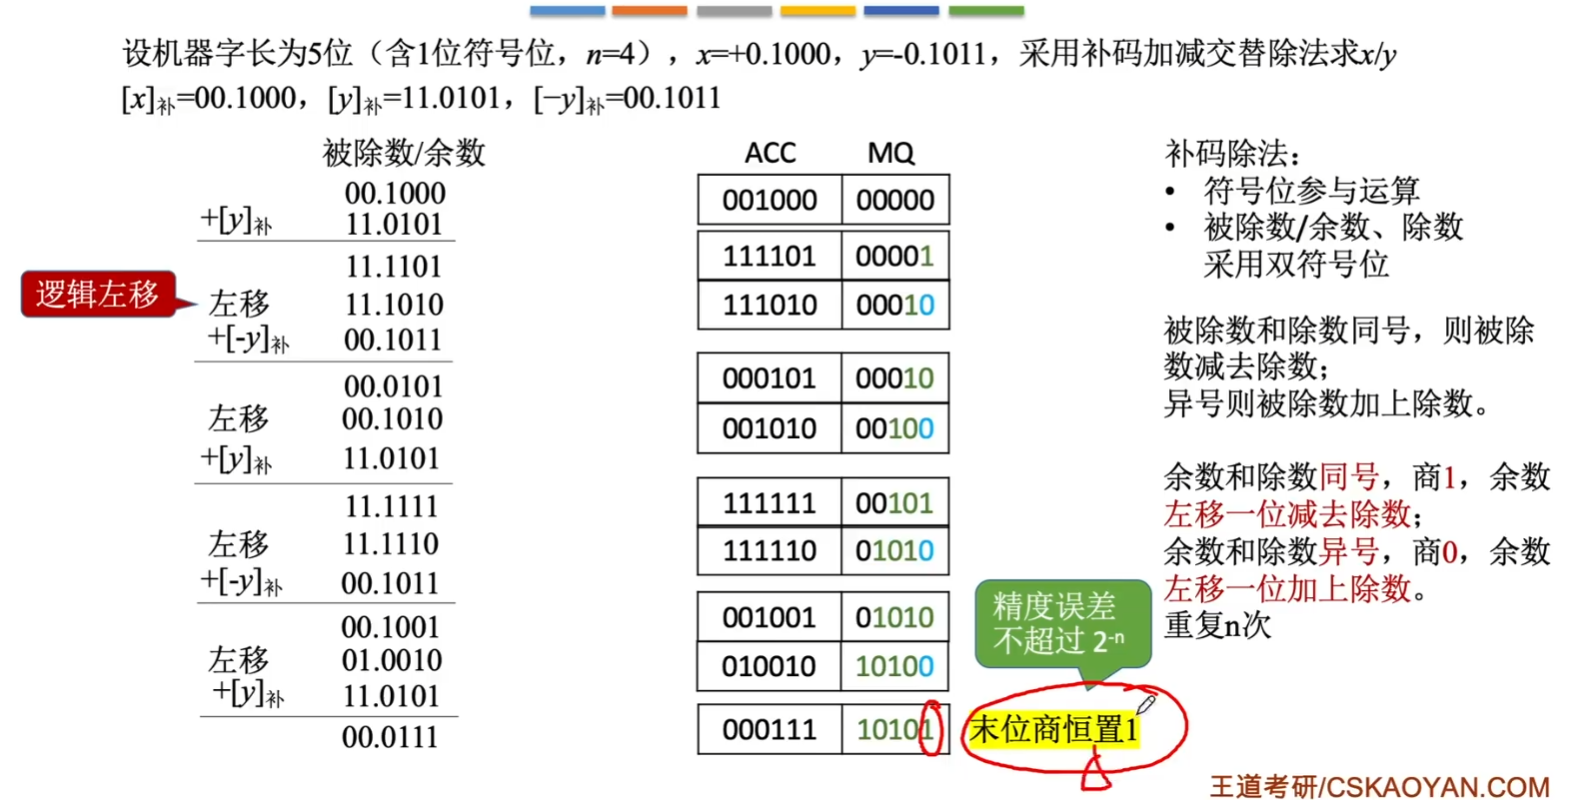 设机器字长为5位（含1位符号位，n=4），x=+0.1000，y=-0.1011，采用补码加减交替除法求x/y
[x]补=00.1000，[y]补=11.0101，[−y]补=00.1011
被除数/余数
00.1000
+[y]补 11.0101
11.1101
逻辑左移
左移 11.1010
+[-y]补 00.1011
00.0101
左移 00.1010
+[y]补 11.0101
11.1111
左移 11.1110
+[-y]补 00.1011
00.1001
左移 01.0010
+[y]补 11.0101
00.0111
ACC MQ
001000 00000
111101 00001
111010 00010
000101 00010
001010 00100
111111 00101
111110 01010
001001 01010
010010 10100
000111 10101
精度误差
不超过 2-n
末位商恒置1
补码除法：
• 符号位参与运算
• 被除数/余数、除数
采用双符号位
被除数和除数同号，则被除
数减去除数；
异号则被除数加上除数。
余数和除数同号，商1，余数
左移一位减去除数；
余数和除数异号，商0，余数
左移一位加上除数。
重复n次
王道考研/CSKAOYAN.COM